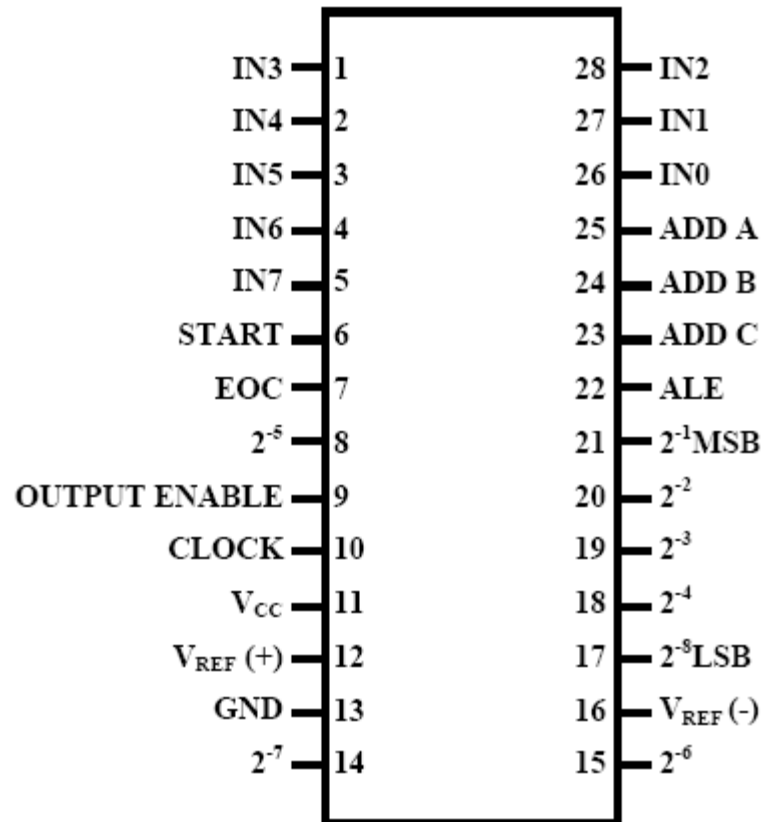 IN3 1 28 IN2
IN4 2 27 IN1
IN5 3 26 IN0
IN6 4 25 ADD A
IN7 5 24 ADD B
START 6 23 ADD C
EOC 7 22 ALE
2⁻⁵ 8 21 2⁻¹MSB
OUTPUT ENABLE 9 20 2⁻²
CLOCK 10 19 2⁻³
V_CC 11 18 2⁻⁴
V_REF (+) 12 17 2⁻⁸LSB
GND 13 16 V_REF (-)
2⁻⁷ 14 15 2⁻⁶